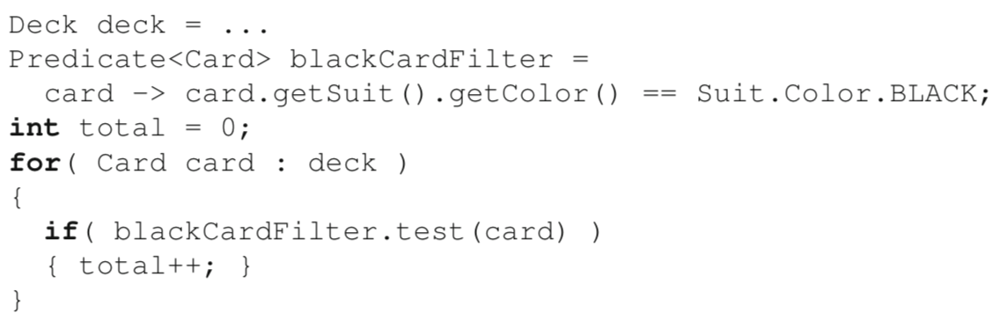 Deck deck = ...
Predicate<Card> blackCardFilter =
  card -> card.getSuit().getColor() == Suit.Color.BLACK;
int total = 0;
for( Card card : deck )
{
  if( blackCardFilter.test(card) )
  { total++; }
}